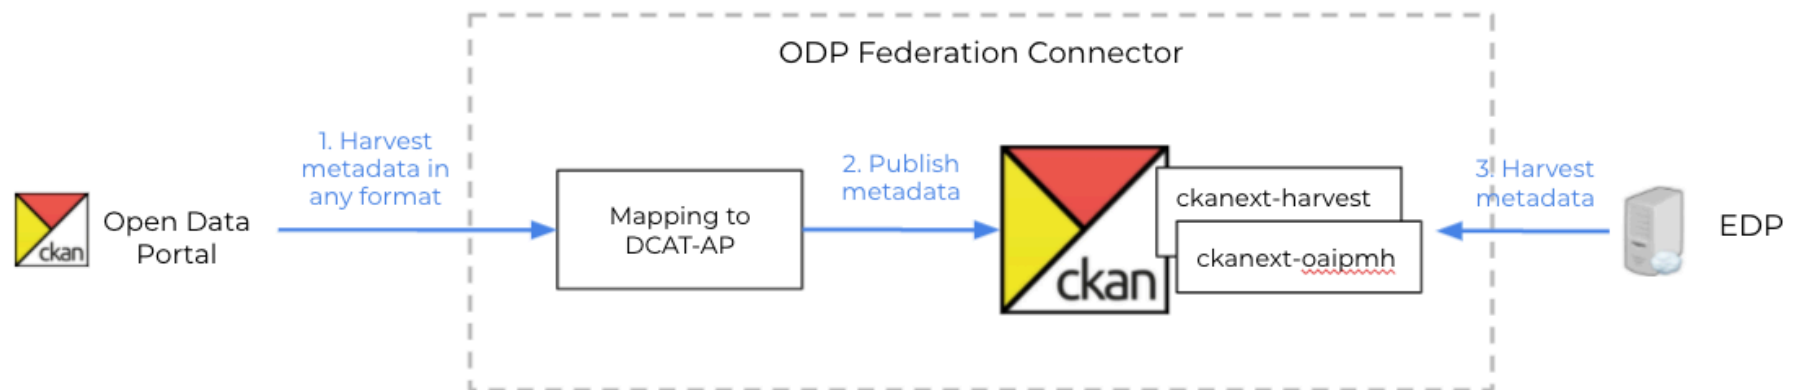 ODP Federation Connector
1. Harvest
metadata in
any format
2. Publish
metadata
3. Harvest
metadata
ckan
Open Data
Portal
Mapping to
DCAT-AP
ckan
ckanext-harvest
ckanext-oaipmh
EDP